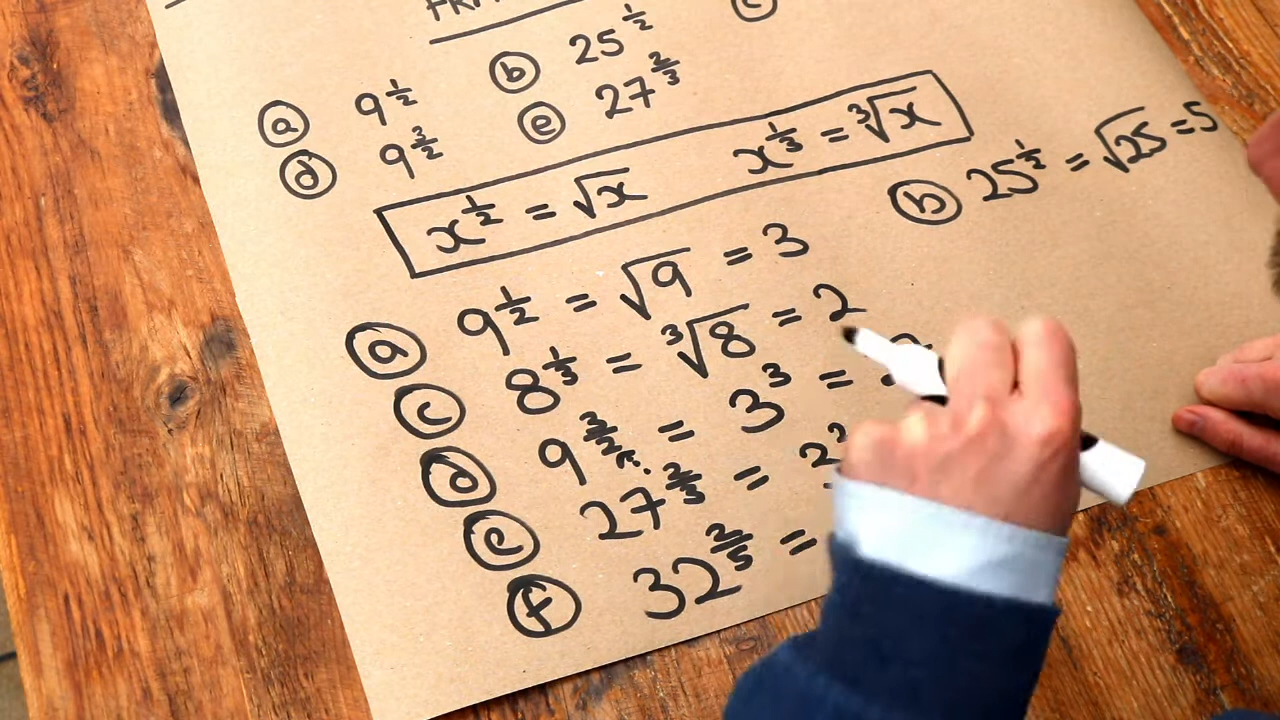 ⓐ 9^(1/2) ⓑ 25^(1/2) ⓒ
ⓓ 9^(3/2) ⓔ 27^(2/3)
x^(1/2) = √x x^(1/3) = ³√x
ⓑ 25^(1/2) = √25 = 5
ⓐ 9^(1/2) = √9 = 3
ⓒ 8^(1/3) = ³√8 = 2
ⓓ 9^(3/2) = 3³ =
ⓔ 27^(2/3) =
ⓕ 32^(2/5) =